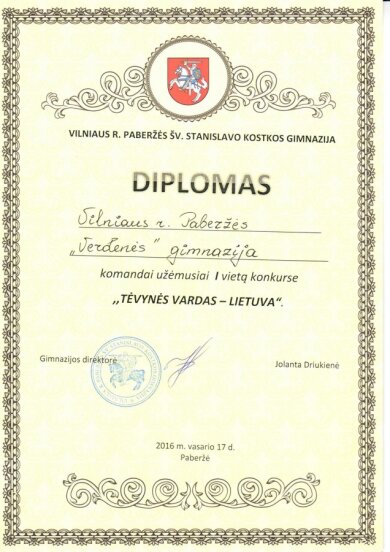 VILNIAUS R. PABERŽĖS ŠV. STANISLAVO KOSTKOS GIMNAZIJA
DIPLOMAS
Vilniaus r. Paberžės
„Verdenės” gimnazija
komandai užėmusiai I vietą konkurse
,,TĖVYNĖS VARDAS – LIETUVA“.
Gimnazijos direktorė
Jolanta Driukienė
2016 m. vasario 17 d.
Paberžė